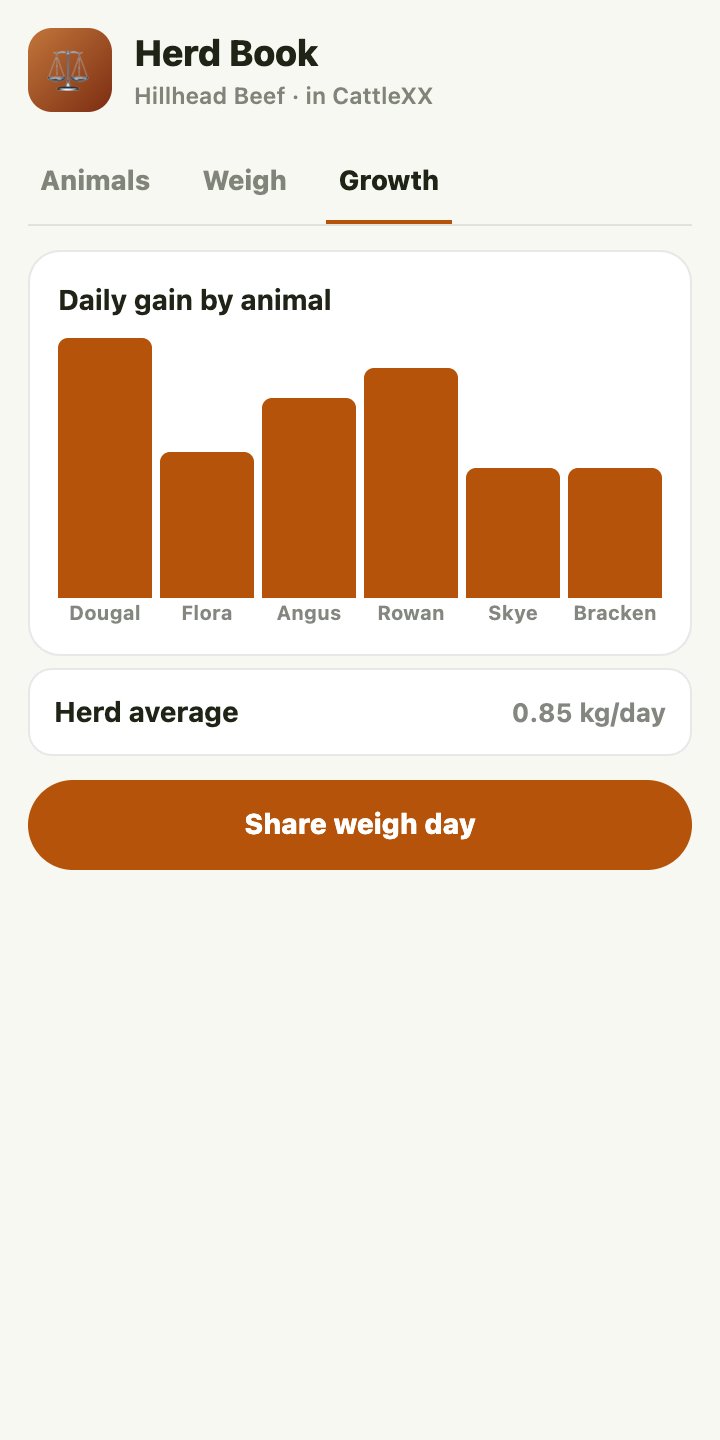 Herd Book
Hillhead Beef · in CattleXX
Animals Weigh Growth
Daily gain by animal
Dougal Flora Angus Rowan Skye Bracken
Herd average 0.85 kg/day
Share weigh day